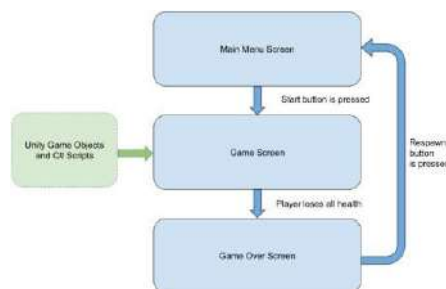 Main Menu Screen
Start button is pressed
Unity Game Objects
and C# Scripts
Game Screen
Respawn
button
is pressed
Player loses all health
Game Over Screen